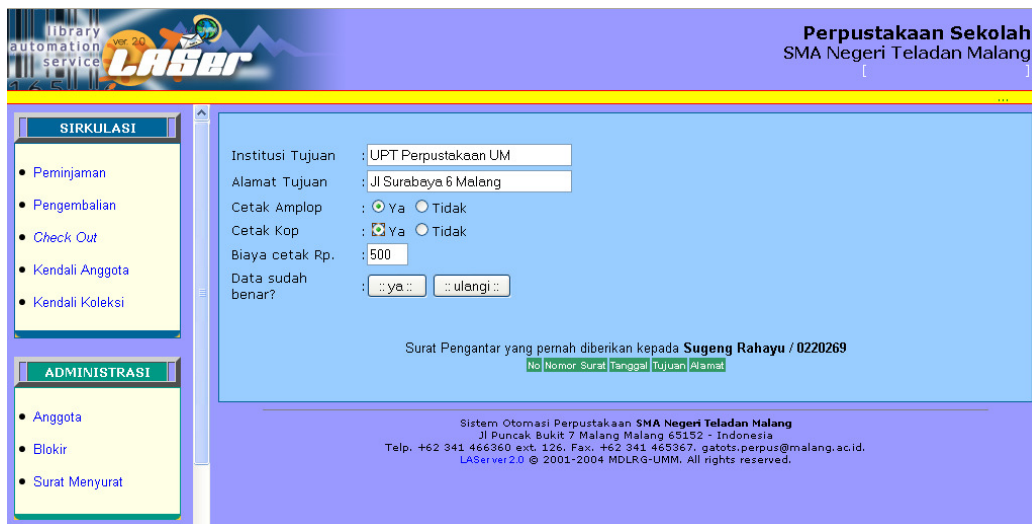 library
automation
service
ver. 2.0
LASer
165
Perpustakaan Sekolah
SMA Negeri Teladan Malang
[ ]
...
SIRKULASI
Peminjaman
Pengembalian
Check Out
Kendali Anggota
Kendali Koleksi
ADMINISTRASI
Anggota
Blokir
Surat Menyurat
Institusi Tujuan : UPT Perpustakaan UM
Alamat Tujuan : Jl Surabaya 6 Malang
Cetak Amplop : Ya Tidak
Cetak Kop : Ya Tidak
Biaya cetak Rp. : 500
Data sudah
benar? : :: ya :: :: ulangi ::
Surat Pengantar yang pernah diberikan kepada Sugeng Rahayu / 0220269
No Nomor Surat Tanggal Tujuan Alamat
Sistem Otomasi Perpustakaan SMA Negeri Teladan Malang
Jl Puncak Bukit 7 Malang Malang 65152 - Indonesia
Telp. +62 341 466360 ext. 126. Fax. +62 341 465367. gatots.perpus@malang.ac.id.
LASer ver 2.0 @ 2001-2004 MDLRG-UMM. All rights reserved.